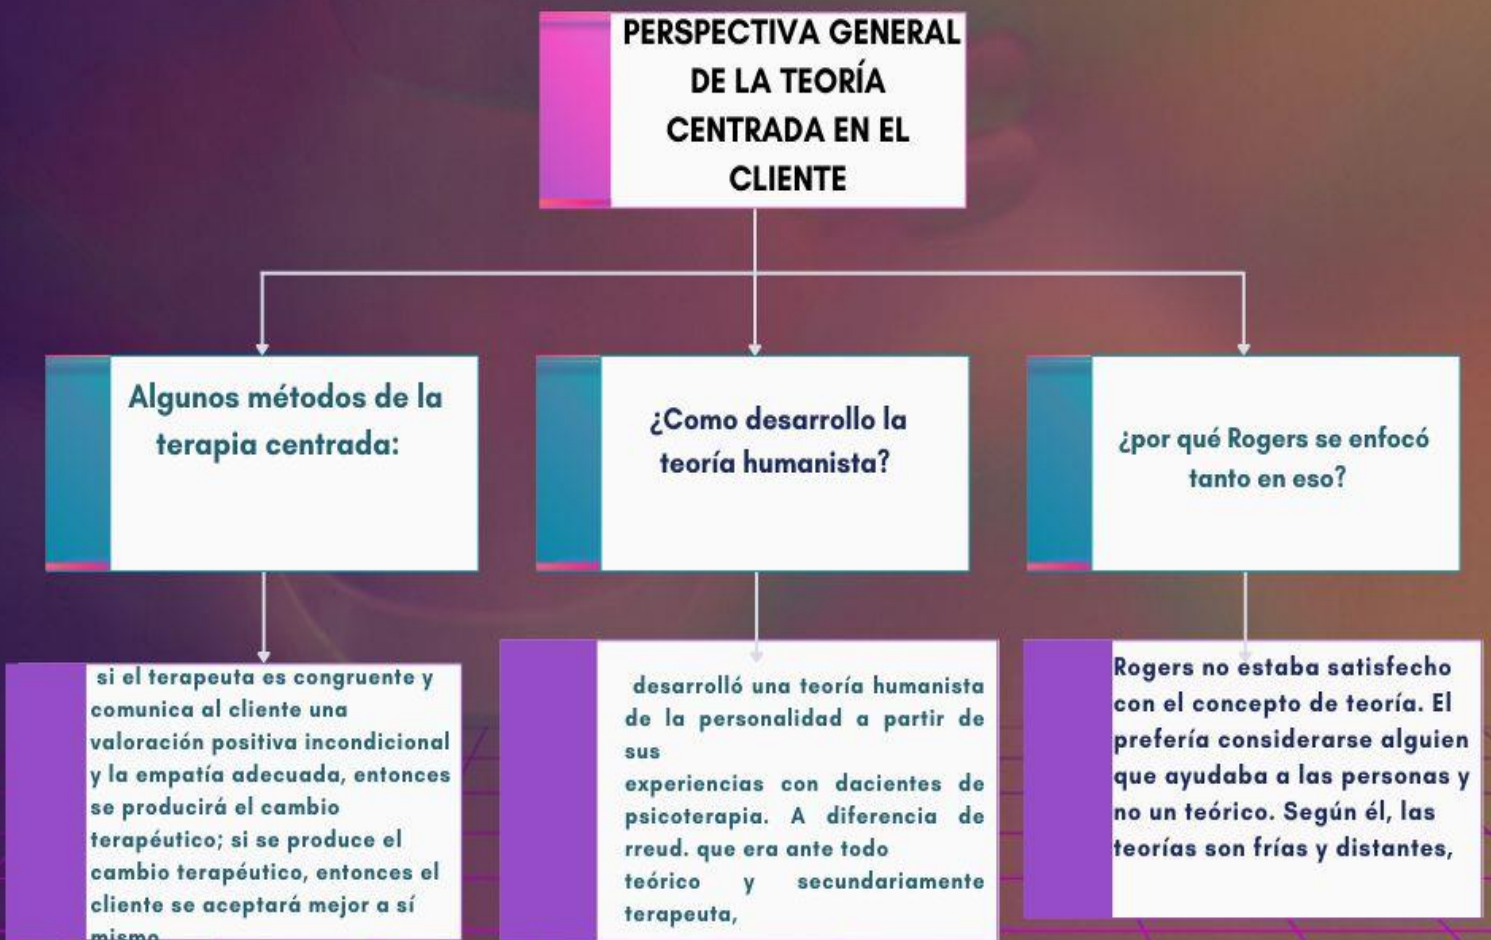 PERSPECTIVA GENERAL
DE LA TEORÍA
CENTRADA EN EL
CLIENTE
Algunos métodos de la
terapia centrada:
¿Como desarrollo la
teoría humanista?
¿por qué Rogers se enfocó
tanto en eso?
si el terapeuta es congruente y
comunica al cliente una
valoración positiva incondicional
y la empatía adecuada, entonces
se producirá el cambio
terapéutico; si se produce el
cambio terapéutico, entonces el
cliente se aceptará mejor a sí
mismo
desarrolló una teoría humanista
de la personalidad a partir de
sus
experiencias con dacientes de
psicoterapia. A diferencia de
rreud. que era ante todo
teórico y secundariamente
terapeuta,
Rogers no estaba satisfecho
con el concepto de teoría. El
prefería considerarse alguien
que ayudaba a las personas y
no un teórico. Según él, las
teorías son frías y distantes,